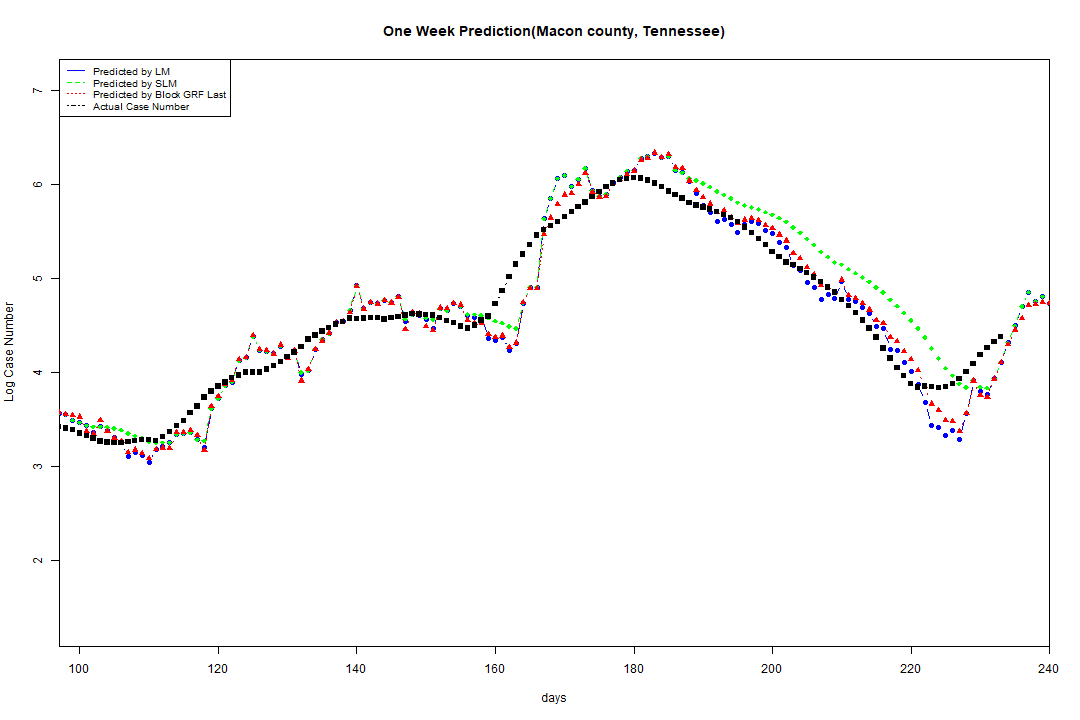 One Week Prediction(Macon county, Tennessee)
Predicted by LM
Predicted by SLM
Predicted by Block GRF Last
Actual Case Number
Log Case Number
7
6
5
4
3
2
100 120 140 160 180 200 220 240
days